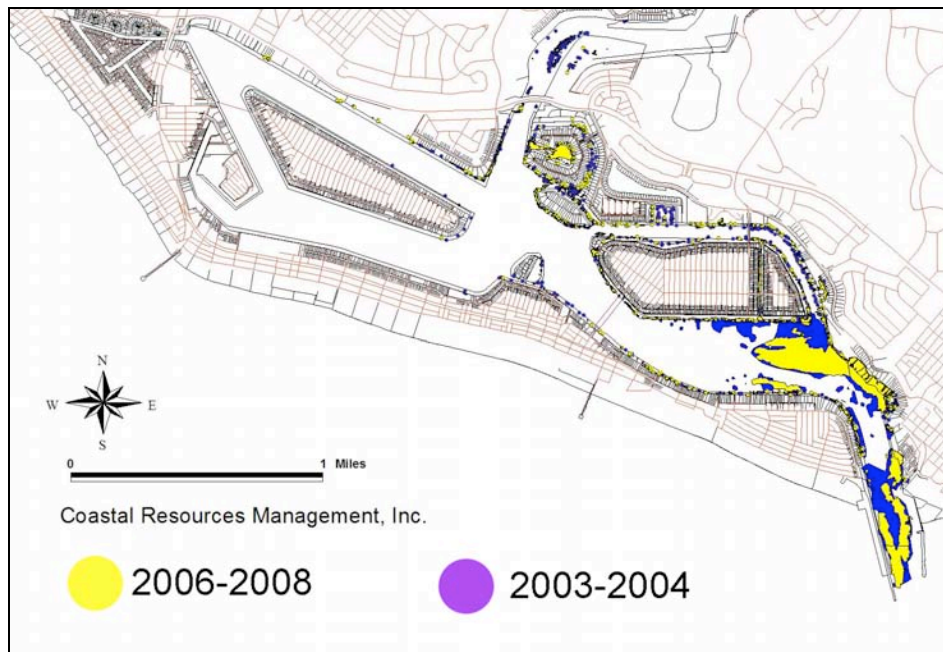 N
W E
S
0 1 Miles
Coastal Resources Management, Inc.
2006-2008 2003-2004